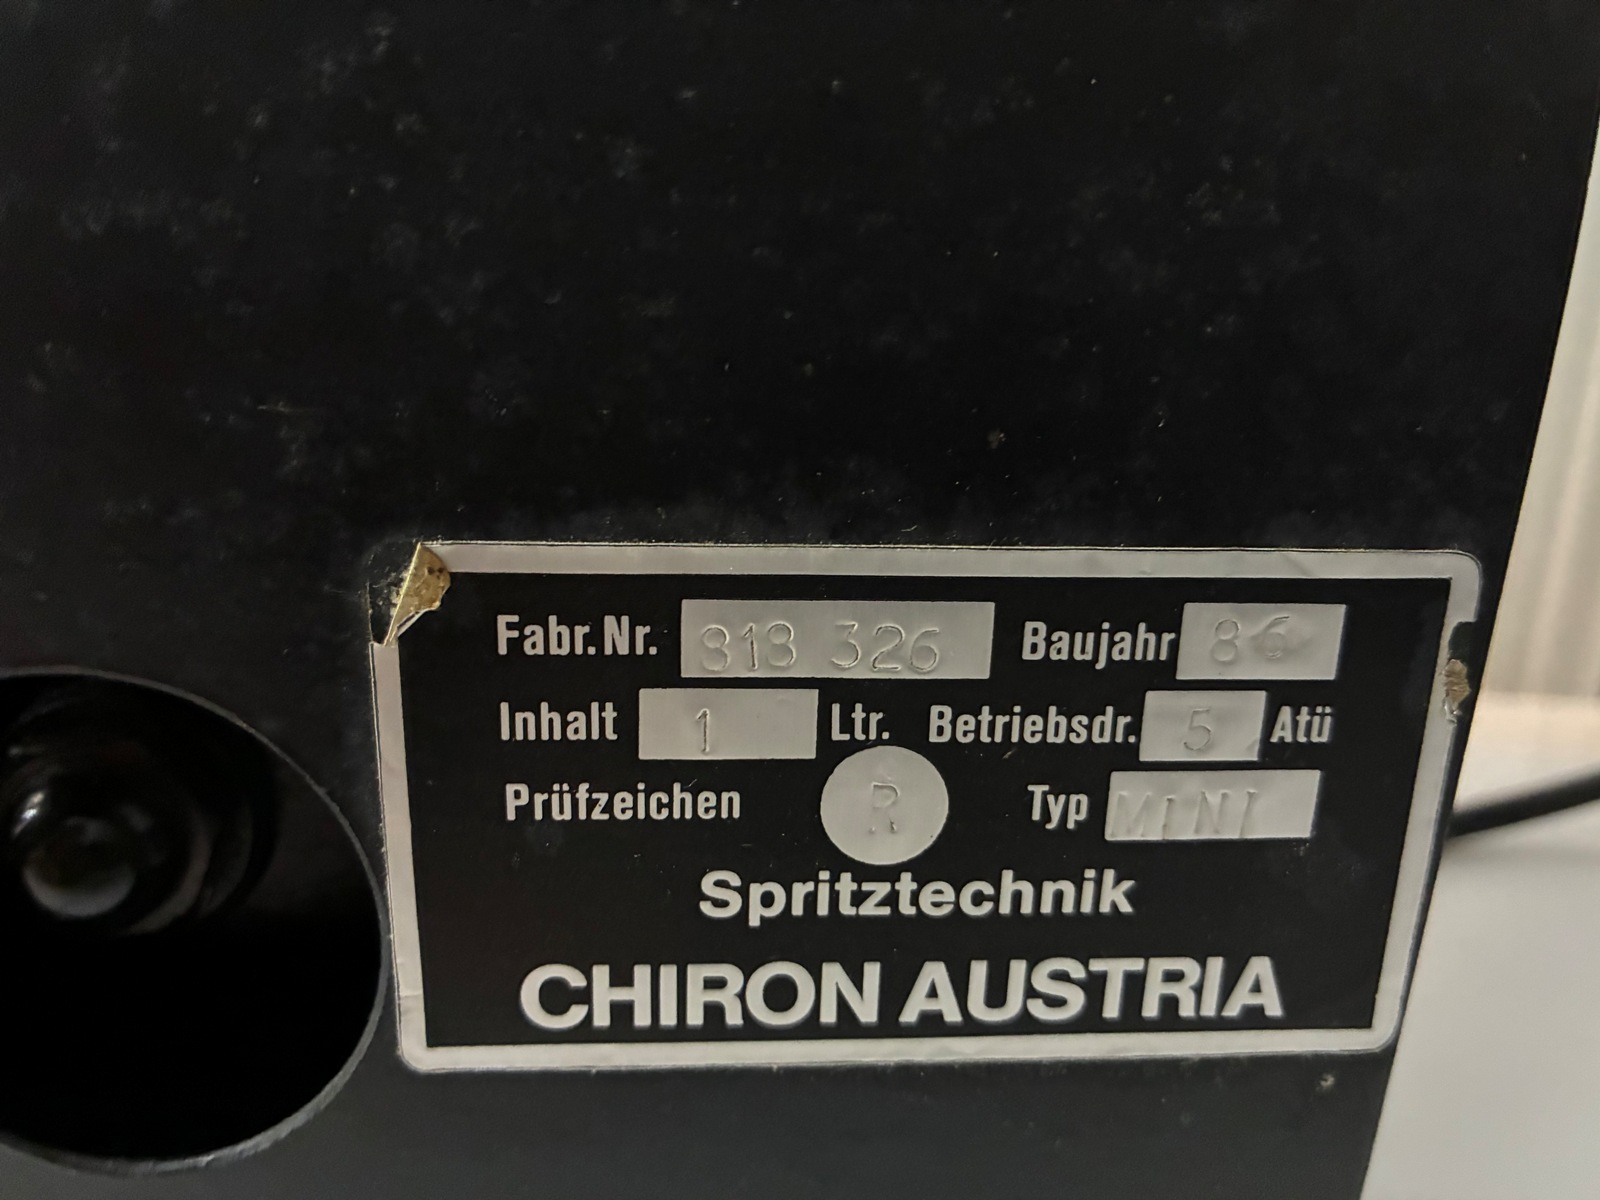 Fabr. Nr. 818 326 Baujahr 86
Inhalt 1 Ltr. Betriebsdr. 5 Atü
Prüfzeichen R Typ MINI
Spritztechnik
CHIRON AUSTRIA